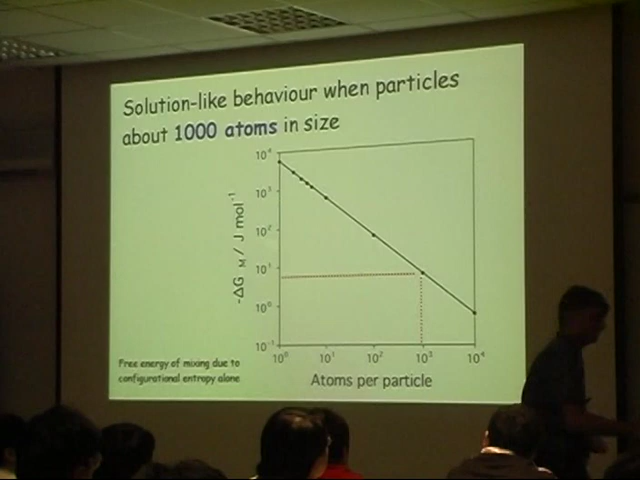 Solution-like behaviour when particles
about 1000 atoms in size
10⁴
10³
10²
10¹
10⁰
10⁻¹
-ΔG M / J mol⁻¹
10⁰ 10¹ 10² 10³ 10⁴
Atoms per particle
Free energy of mixing due to
configurational entropy alone